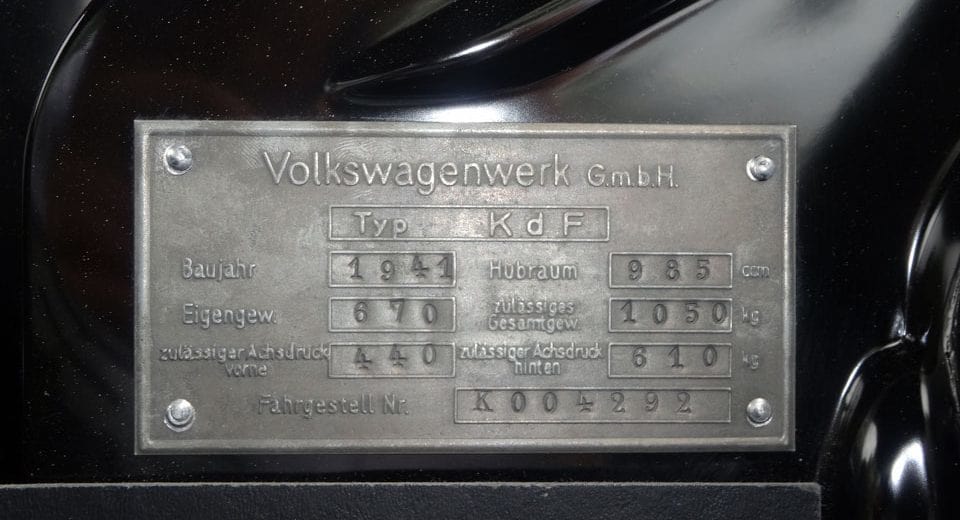 Volkswagenwerk G.m.b.H.
Typ KdF
Baujahr 1941 Hubraum 985 ccm
Eigengew. 670 zulässiges Gesamtgew. 1050 kg
zulässiger Achsdruck vorne 440 zulässiger Achsdruck hinten 610 kg
Fahrgestell Nr. K004292